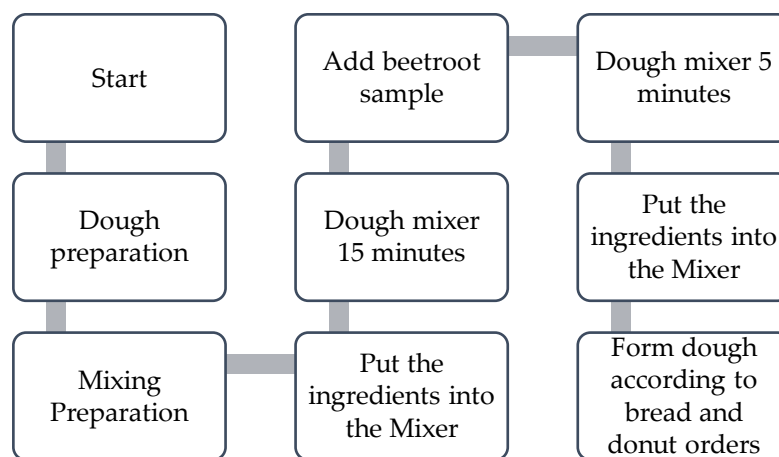 Start
Dough
preparation
Mixing
Preparation
Put the
ingredients into
the Mixer
Dough mixer
15 minutes
Add beetroot
sample
Dough mixer 5
minutes
Put the
ingredients into
the Mixer
Form dough
according to
bread and
donut orders